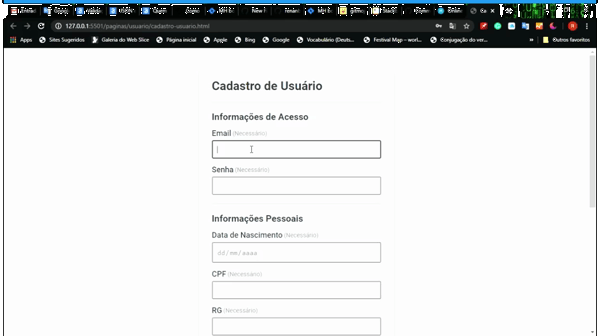 127.0.0.1:5501/paginas/usuario/cadastro-usuario.html
Apps Sites Sugeridos Galeria do Web Slice Página inicial Apple Bing Google Vocabulário (Deuts... Festival Map – worl... Conjugação do ver... » Outros favoritos
Cadastro de Usuário
Informações de Acesso
Email (Necessário)
Senha (Necessário)
Informações Pessoais
Data de Nascimento (Necessário)
dd/mm/aaaa
CPF (Necessário)
RG (Necessário)